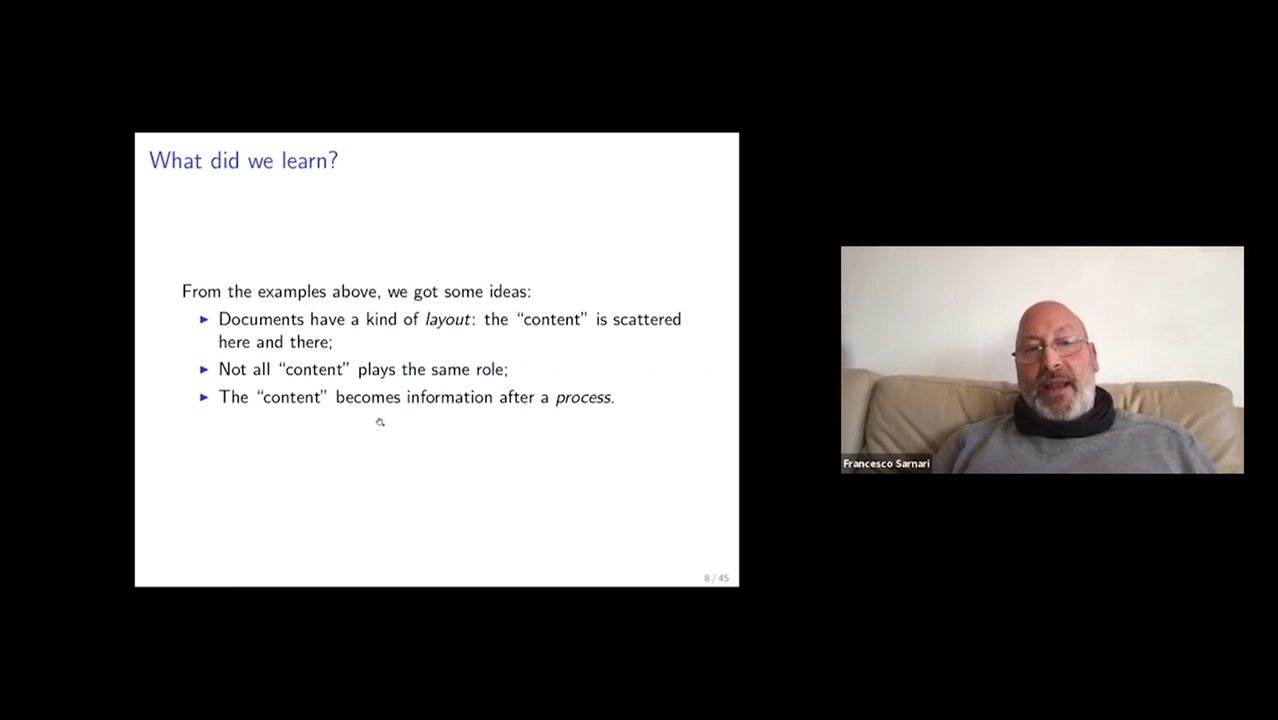 What did we learn?
From the examples above, we got some ideas:
▶ Documents have a kind of layout: the “content” is scattered
here and there;
▶ Not all “content” plays the same role;
▶ The “content” becomes information after a process.
8 / 45
Francesco Sarnari